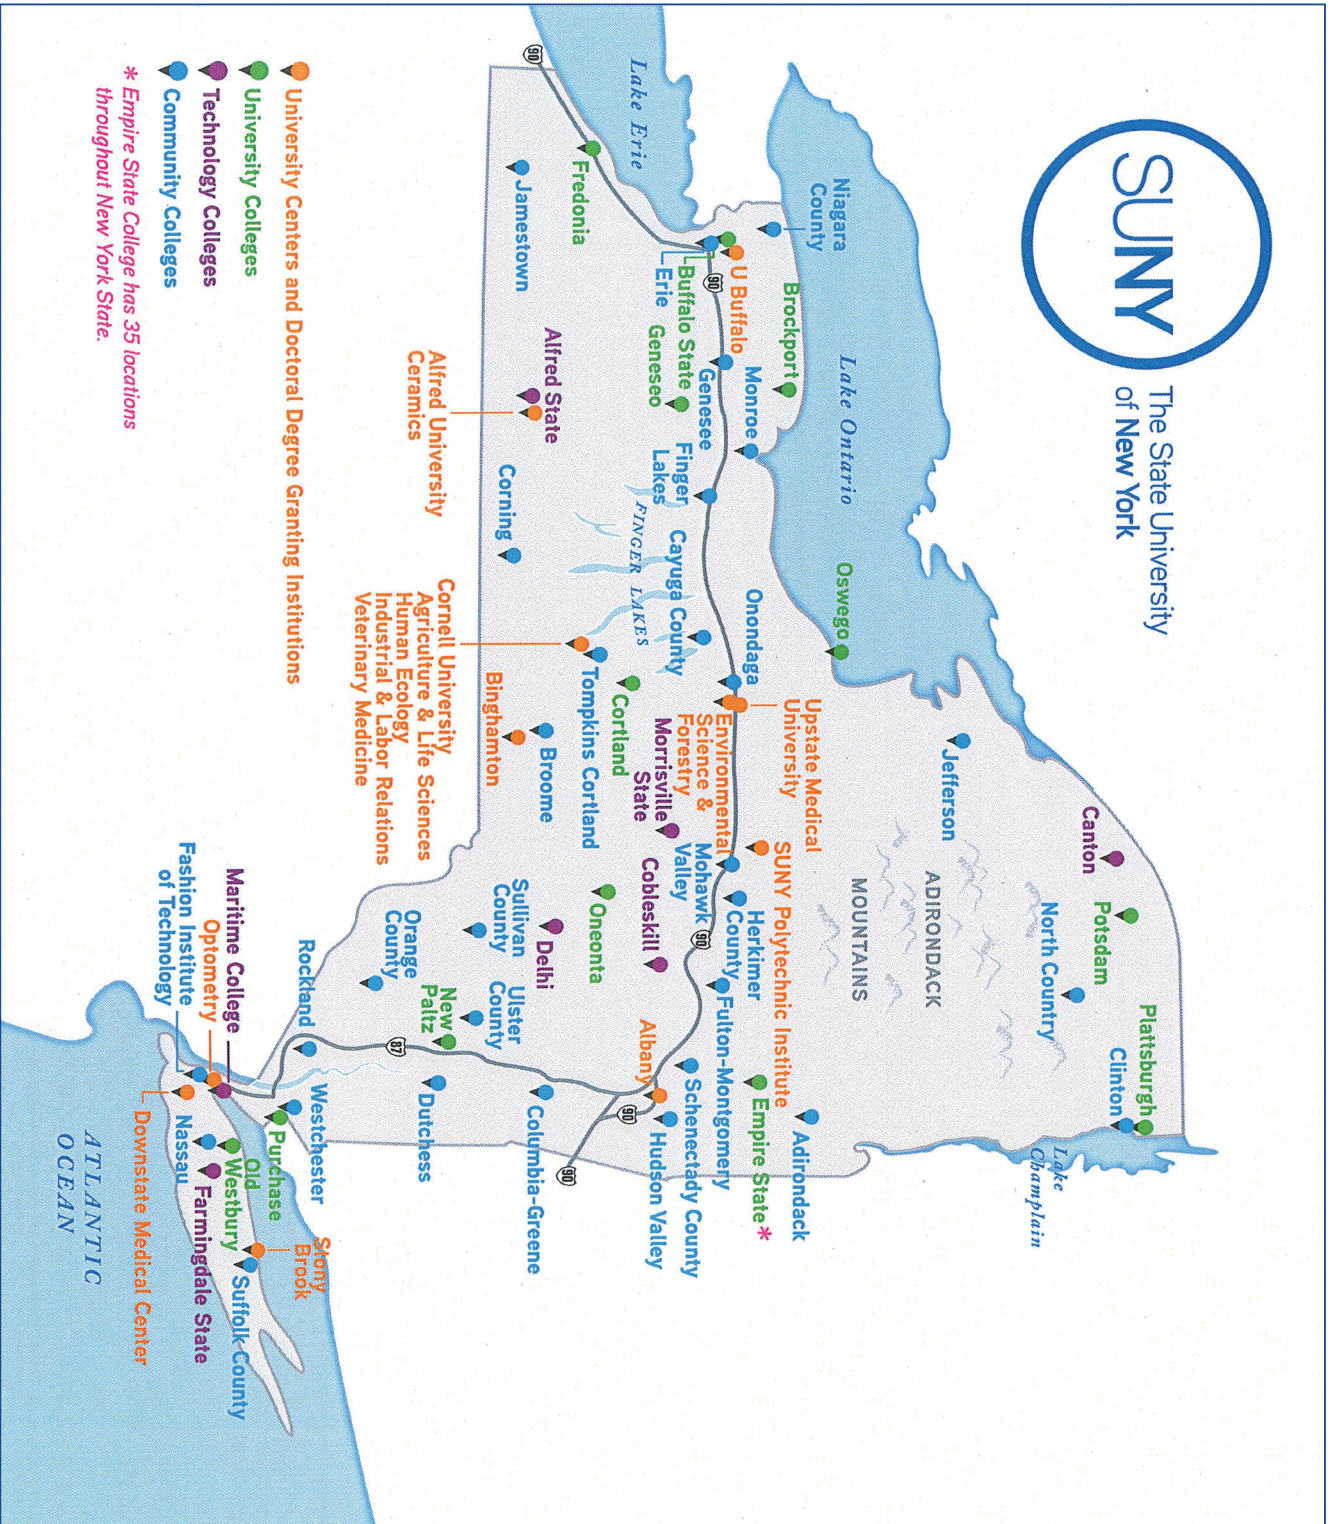 SUNY
The State University
of New York
Lake Erie
Lake Ontario
Niagara
County
Brockport
U Buffalo
Buffalo State
Erie
Fredonia
Jamestown
Geneseo
Genesee
Monroe
Finger
Lakes
FINGER LAKES
Alfred State
Alfred University
Ceramics
Corning
Cayuga County
Onondaga
Oswego
Upstate Medical
University
Environmental
Science &
Forestry
Morrisville
State
Cortland
Tompkins Cortland
Cornell University
Agriculture & Life Sciences
Human Ecology
Industrial & Labor Relations
Veterinary Medicine
Broome
Binghamton
Jefferson
Canton
Potsdam
North Country
Plattsburgh
Clinton
Lake
Champlain
ADIRONDACK
MOUNTAINS
SUNY Polytechnic Institute
Mohawk
Valley
Herkimer
County
Fulton-Montgomery
Cobleskill
Oneonta
Delhi
Sullivan
County
Orange
County
Ulster
County
New
Paltz
Adirondack
Empire State*
Schenectady County
Hudson Valley
Albany
Columbia-Greene
Dutchess
Rockland
Westchester
Purchase
Maritime College
Optometry
Fashion Institute
of Technology
Downstate Medical Center
Nassau
Old
Westbury
Farmingdale State
Stony
Brook
Suffolk County
ATLANTIC
OCEAN
90
90
90
90
90
87
University Centers and Doctoral Degree Granting Institutions
University Colleges
Technology Colleges
Community Colleges
* Empire State College has 35 locations
throughout New York State.